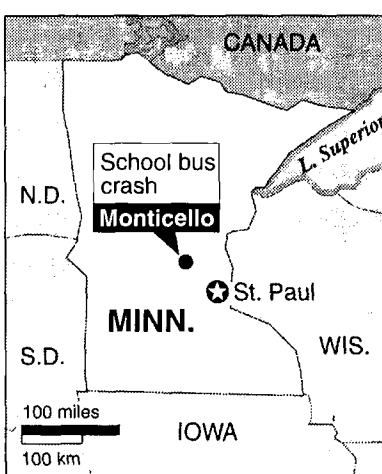 CANADA
L. Superior
School bus
crash
N.D.
Monticello
St. Paul
MINN.
WIS.
S.D.
100 miles
IOWA
100 km